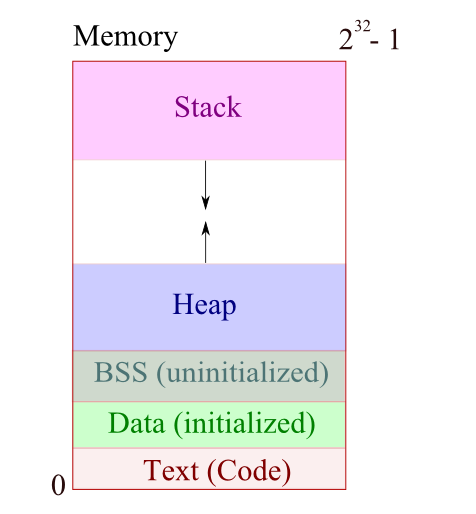 Memory 2^32 - 1
Stack
Heap
BSS (uninitialized)
Data (initialized)
Text (Code)
0